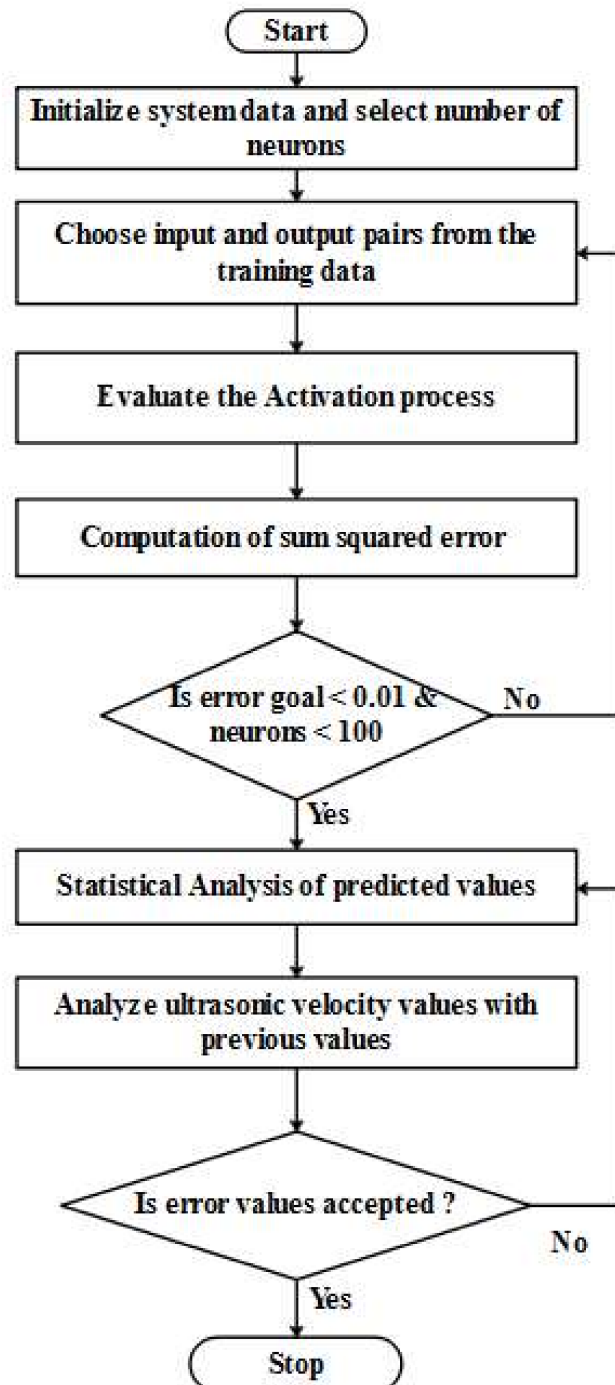 Start
Initialize system data and select number of
neurons
Choose input and output pairs from the
training data
Evaluate the Activation process
Computation of sum squared error
Is error goal < 0.01 &
neurons < 100
No
Yes
Statistical Analysis of predicted values
Analyze ultrasonic velocity values with
previous values
Is error values accepted ?
No
Yes
Stop